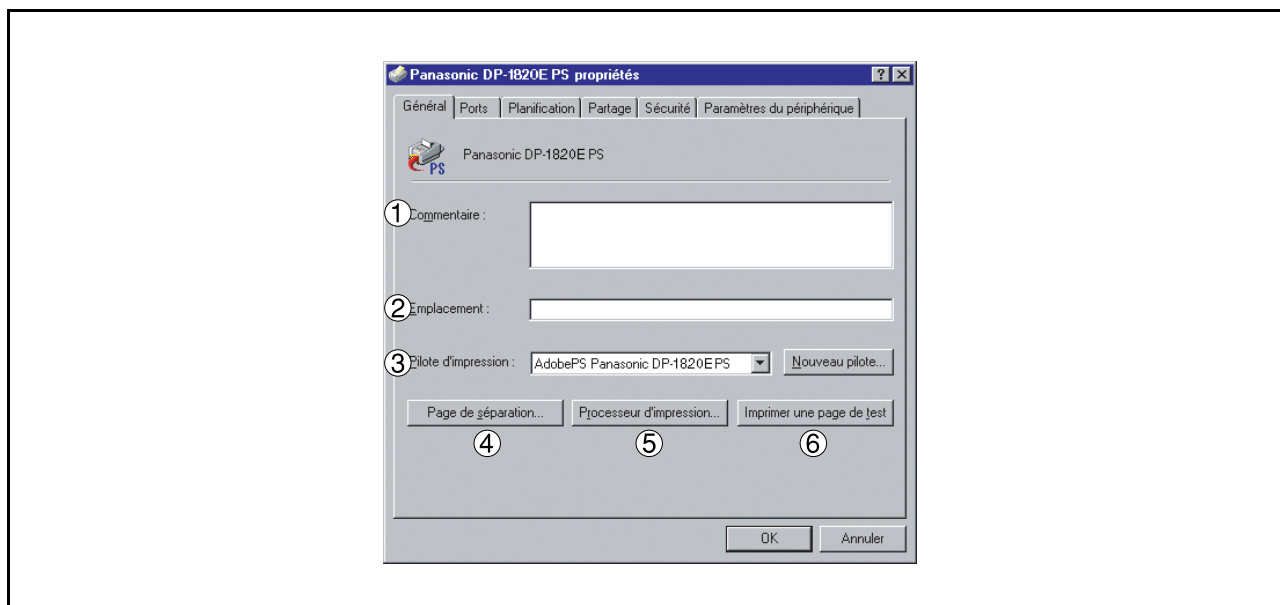 Panasonic DP-1820E PS propriétés
Général Ports Planification Partage Sécurité Paramètres du périphérique
PS
Panasonic DP-1820E PS
① Commentaire :
② Emplacement :
③ Pilote d'impression : AdobePS Panasonic DP-1820E PS Nouveau pilote...
Page de séparation... Processeur d'impression... Imprimer une page de test
④ ⑤ ⑥
OK Annuler